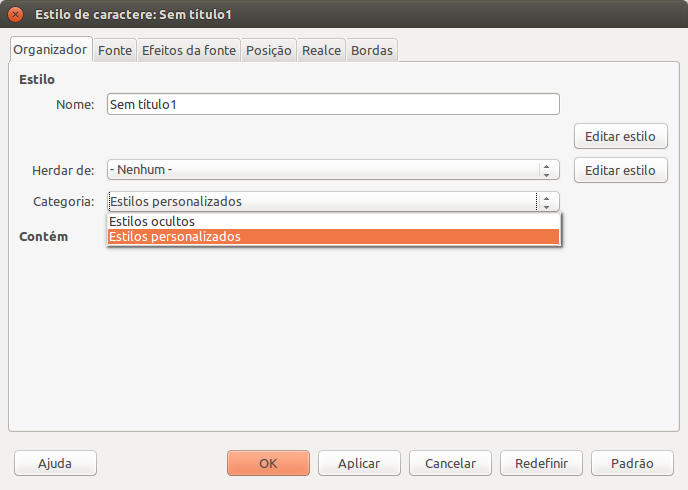 Estilo de caractere: Sem título1
Organizador Fonte Efeitos da fonte Posição Realce Bordas
Estilo
Nome: Sem título1
Editar estilo
Herdar de: - Nenhum - Editar estilo
Categoria: Estilos personalizados
Estilos ocultos
Contém Estilos personalizados
Ajuda OK Aplicar Cancelar Redefinir Padrão